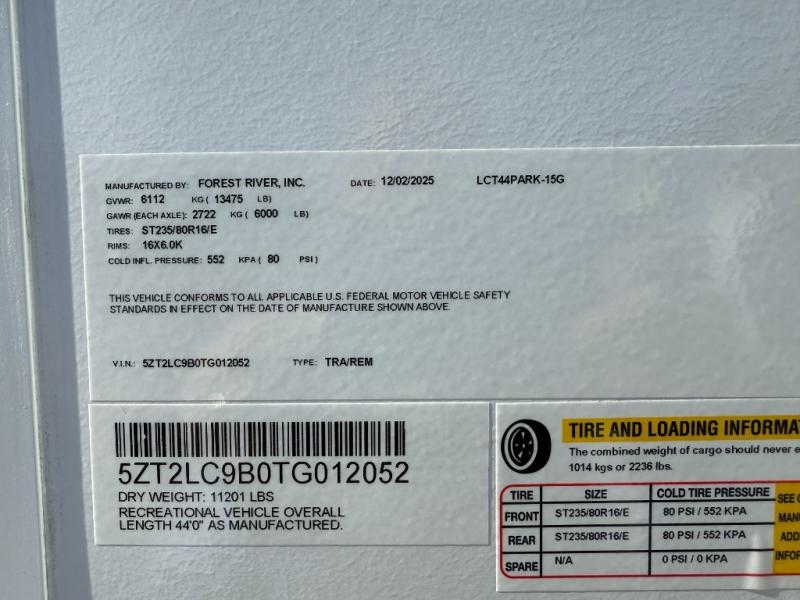 MANUFACTURED BY: FOREST RIVER, INC. DATE: 12/02/2025 LCT44PARK-15G
GVWR: 6112 KG ( 13475 LB)
GAWR (EACH AXLE): 2722 KG ( 6000 LB)
TIRES: ST235/80R16/E
RIMS: 16X6.0K
COLD INFL. PRESSURE: 552 KPA ( 80 PSI)
THIS VEHICLE CONFORMS TO ALL APPLICABLE U.S. FEDERAL MOTOR VEHICLE SAFETY
STANDARDS IN EFFECT ON THE DATE OF MANUFACTURE SHOWN ABOVE.
V.I.N.: 5ZT2LC9B0TG012052 TYPE: TRA/REM
5ZT2LC9B0TG012052
DRY WEIGHT: 11201 LBS
RECREATIONAL VEHICLE OVERALL
LENGTH 44'0" AS MANUFACTURED.
TIRE AND LOADING INFORMA
The combined weight of cargo should never
1014 kgs or 2236 lbs.
TIRE SIZE COLD TIRE PRESSURE
FRONT ST235/80R16/E 80 PSI / 552 KPA
REAR ST235/80R16/E 80 PSI / 552 KPA
SPARE N/A 0 PSI / 0 KPA
SEE
MANU
ADD
INFOR